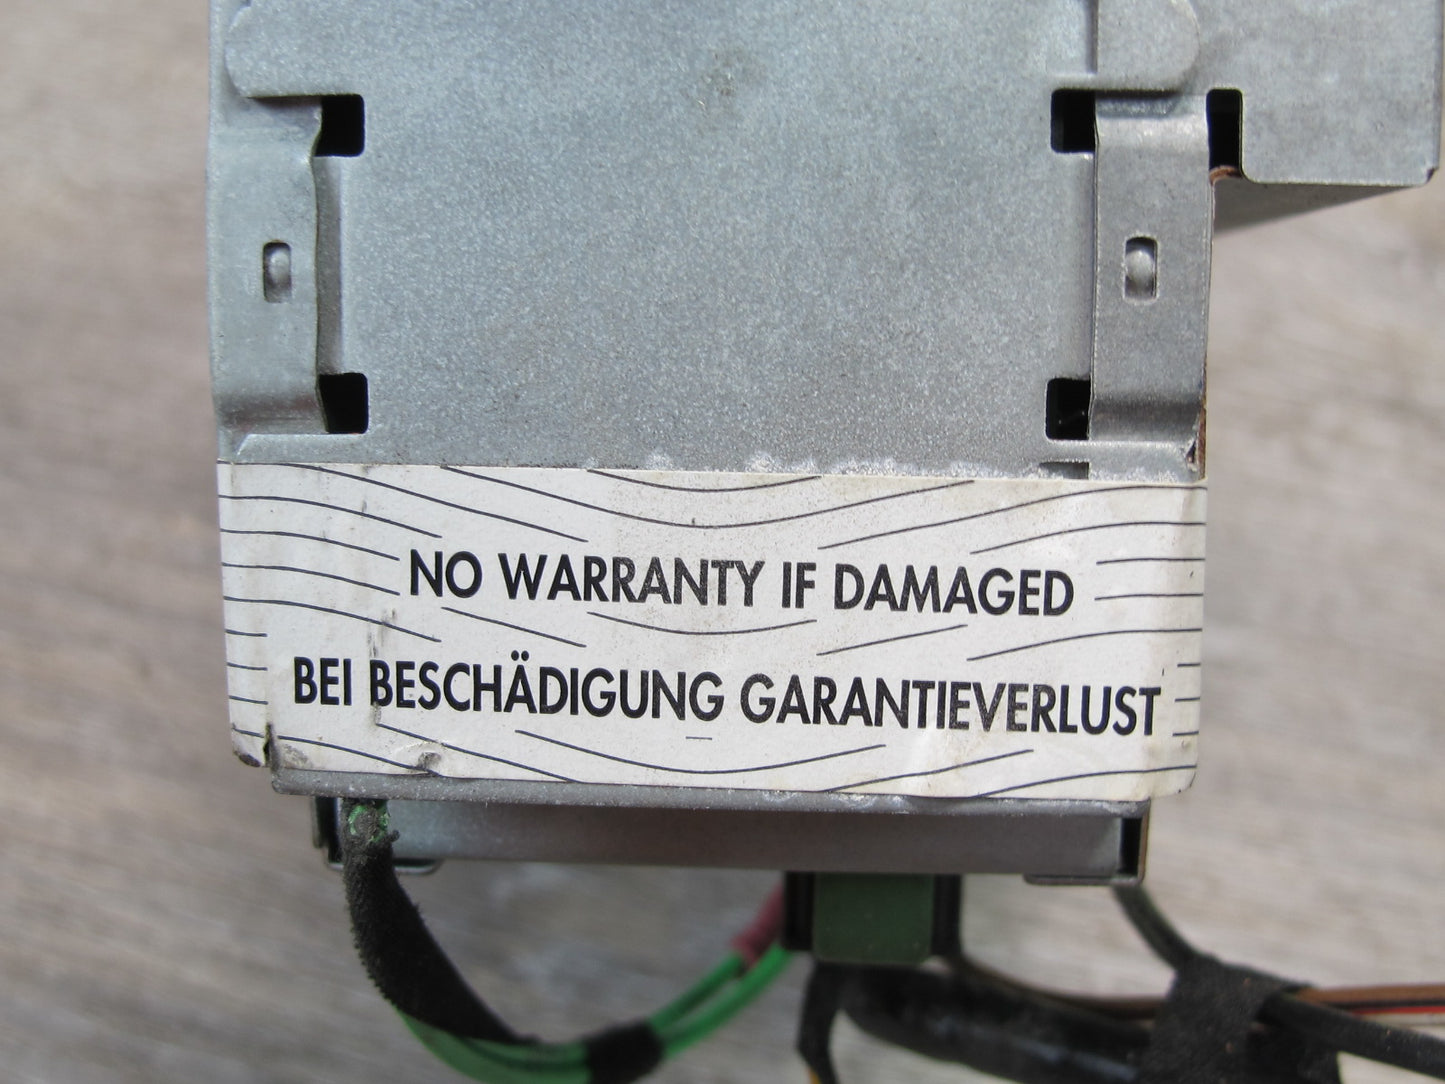 NO WARRANTY IF DAMAGED
BEI BESCHÄDIGUNG GARANTIEVERLUST